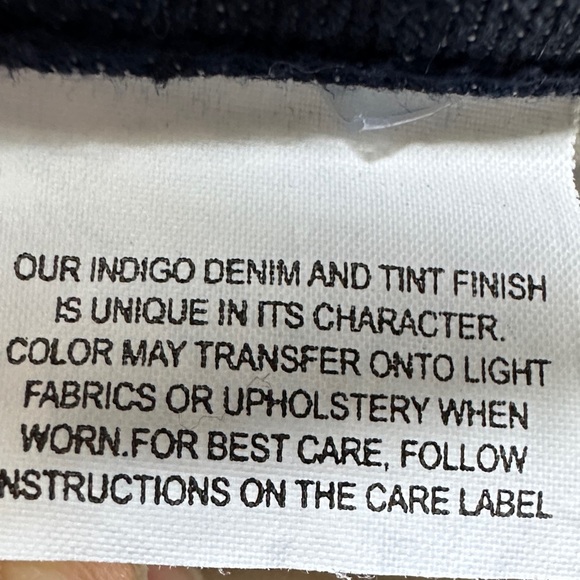 OUR INDIGO DENIM AND TINT FINISH
IS UNIQUE IN ITS CHARACTER.
COLOR MAY TRANSFER ONTO LIGHT
FABRICS OR UPHOLSTERY WHEN
WORN.FOR BEST CARE, FOLLOW
INSTRUCTIONS ON THE CARE LABEL